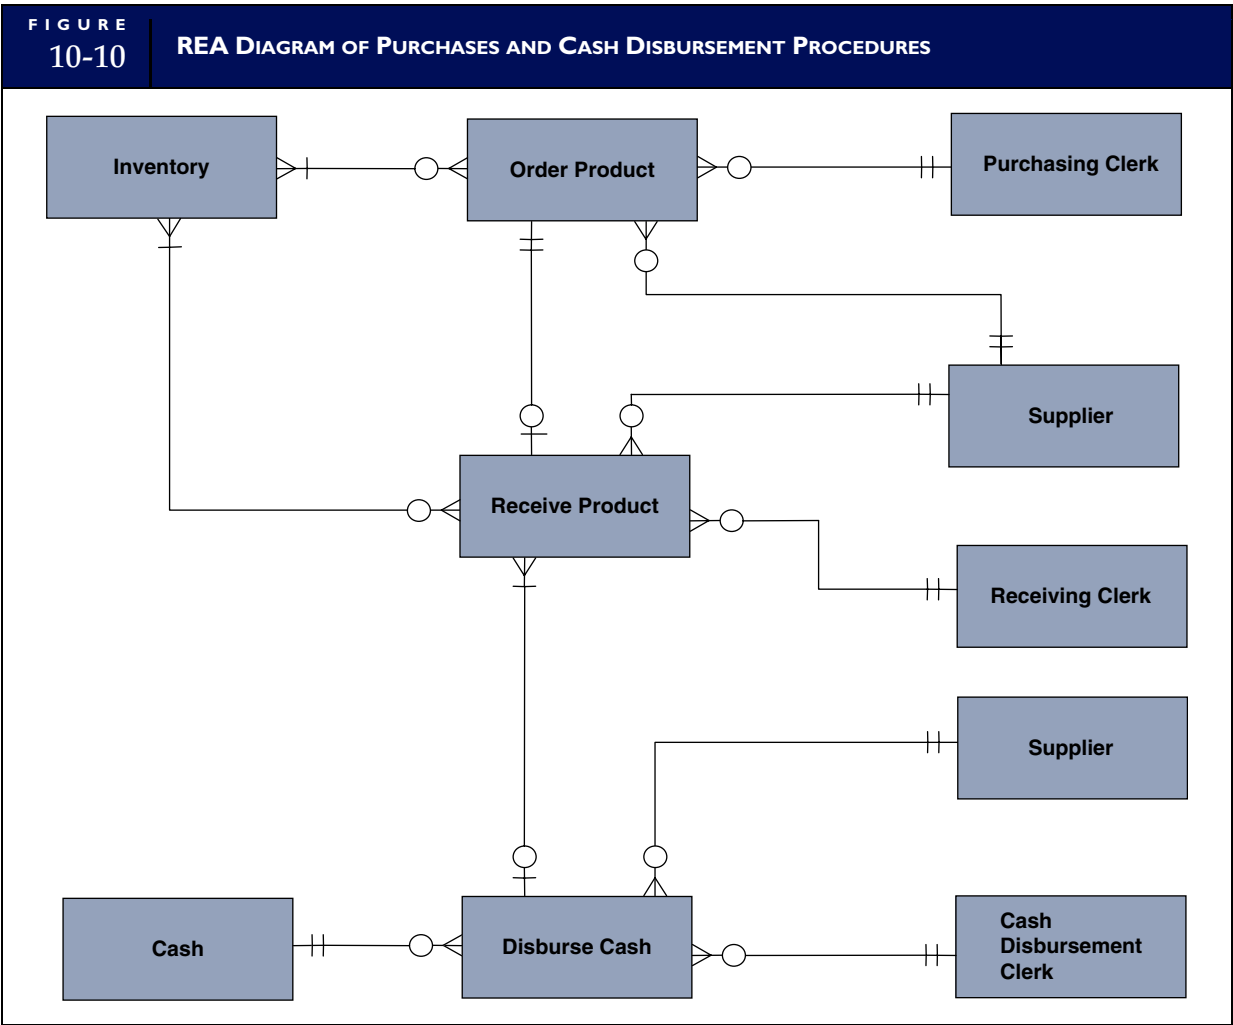 FIGURE
10-10
REA DIAGRAM OF PURCHASES AND CASH DISBURSEMENT PROCEDURES
Inventory
Order Product
Purchasing Clerk
Supplier
Receive Product
Receiving Clerk
Supplier
Cash
Disburse Cash
Cash
Disbursement
Clerk